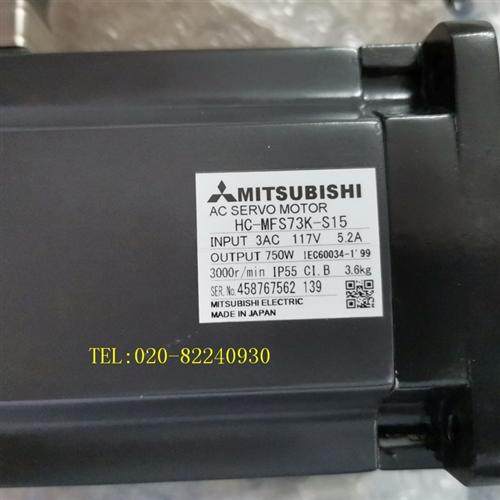 MITSUBISHI
AC SERVO MOTOR
HC-MFS73K-S15
INPUT 3AC 117V 5.2A
OUTPUT 750W IEC60034-1'99
3000r/min IP55 CI.B 3.6kg
SER.No. 458767562 139
MITSUBISHI ELECTRIC
MADE IN JAPAN
TEL:020-82240930